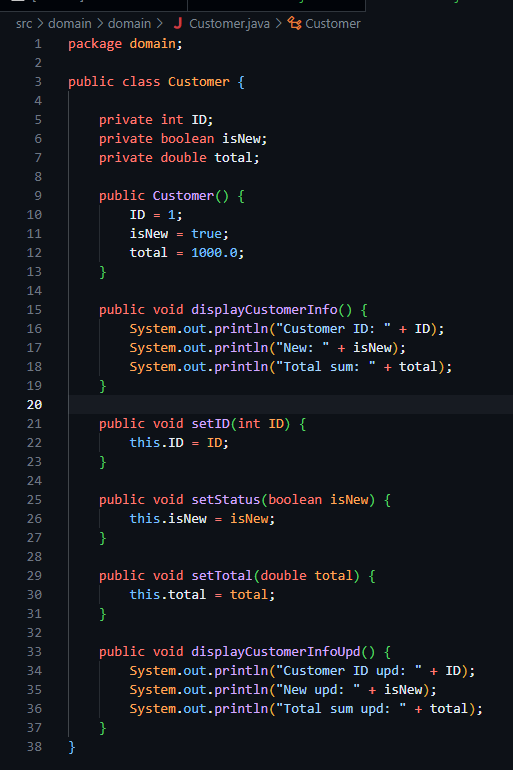 src > domain > domain > J Customer.java > Customer
1 package domain;
2
3 public class Customer {
4
5     private int ID;
6     private boolean isNew;
7     private double total;
8
9     public Customer() {
10         ID = 1;
11         isNew = true;
12         total = 1000.0;
13     }
14
15     public void displayCustomerInfo() {
16         System.out.println("Customer ID: " + ID);
17         System.out.println("New: " + isNew);
18         System.out.println("Total sum: " + total);
19     }
20
21     public void setID(int ID) {
22         this.ID = ID;
23     }
24
25     public void setStatus(boolean isNew) {
26         this.isNew = isNew;
27     }
28
29     public void setTotal(double total) {
30         this.total = total;
31     }
32
33     public void displayCustomerInfoUpd() {
34         System.out.println("Customer ID upd: " + ID);
35         System.out.println("New upd: " + isNew);
36         System.out.println("Total sum upd: " + total);
37     }
38 }